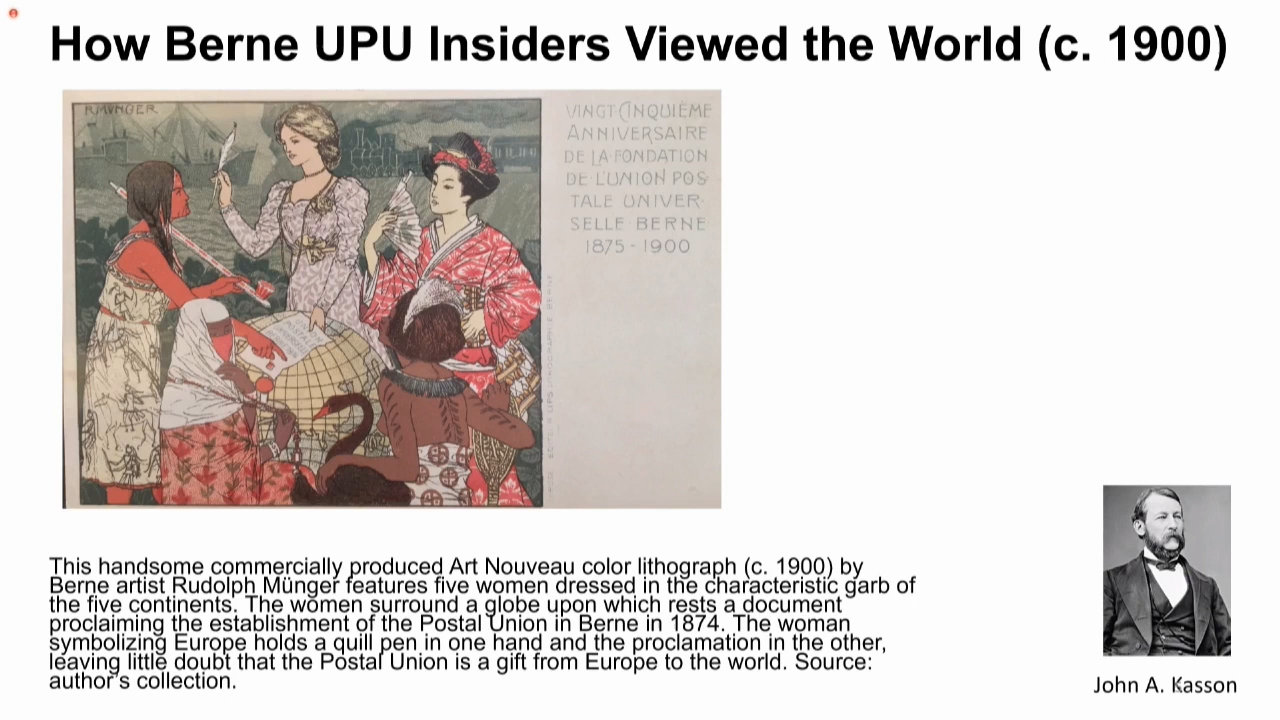 How Berne UPU Insiders Viewed the World (c. 1900)
R.MVNGER
VINGT-CINQUIÈME
ANNIVERSAIRE
DE LA FONDATION
DE L'UNION POS
TALE UNIVER-
SELLE BERNE
1875-1900
This handsome commercially produced Art Nouveau color lithograph (c. 1900) by
Berne artist Rudolph Münger features five women dressed in the characteristic garb of
the five continents. The women surround a globe upon which rests a document
proclaiming the establishment of the Postal Union in Berne in 1874. The woman
symbolizing Europe holds a quill pen in one hand and the proclamation in the other,
leaving little doubt that the Postal Union is a gift from Europe to the world. Source:
author's collection.
John A. Kasson